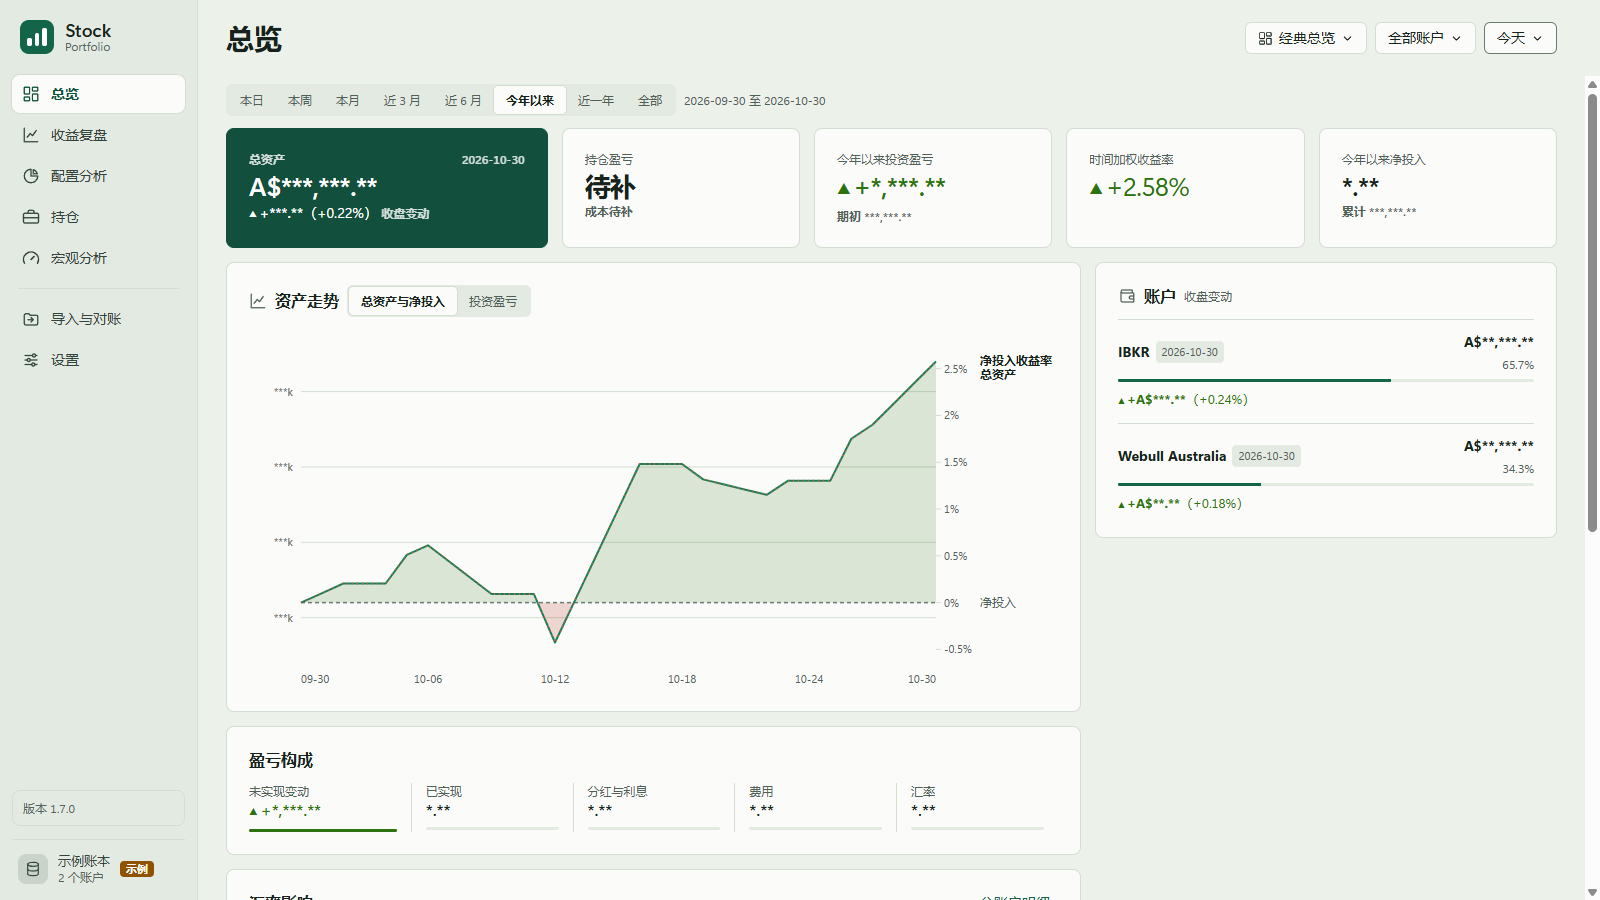 Stock
Portfolio
总览
收益复盘
配置分析
持仓
宏观分析
导入与对账
设置
版本 1.7.0
示例账本
2 个账户
示例
总览
经典总览
全部账户
今天
本日 本周 本月 近 3 月 近 6 月 今年以来 近一年 全部 2026-09-30 至 2026-10-30
总资产 2026-10-30
A$***,***.**
▲+***.** (+0.22%) 收盘变动
持仓盈亏
待补
成本待补
今年以来投资盈亏
▲+*,***.**
期初 ***,***.**
时间加权收益率
▲+2.58%
今年以来净投入
*.**
累计 ***,***.**
资产走势 总资产与净投入 投资盈亏
净投入收益率
总资产
***k
***k
***k
***k
2.5%
2%
1.5%
1%
0.5%
0%
-0.5%
净投入
09-30 10-06 10-12 10-18 10-24 10-30
账户 收盘变动
IBKR 2026-10-30 A$**,***.**
65.7%
▲+A$***.** (+0.24%)
Webull Australia 2026-10-30 A$**,***.**
34.3%
▲+A$**.** (+0.18%)
盈亏构成
未实现变动 已实现 分红与利息 费用 汇率
▲+*,***.** *.** *.** *.** *.**